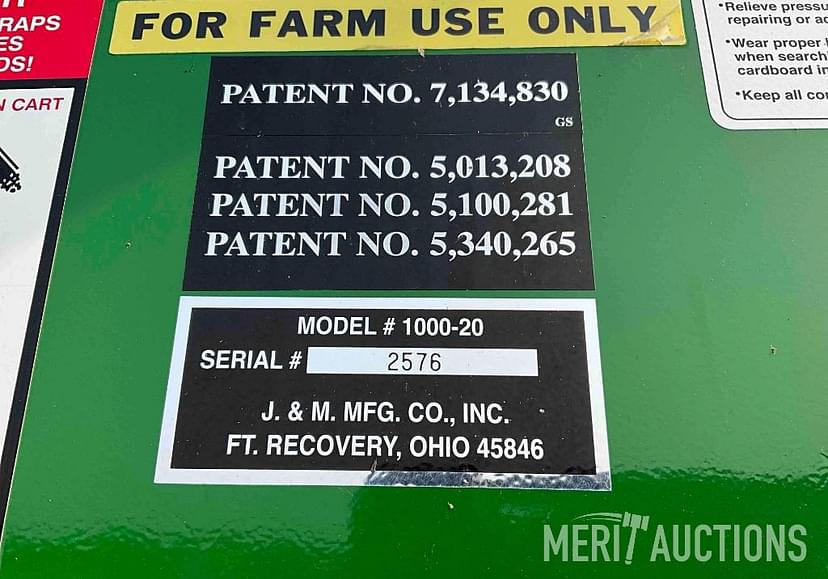 FOR FARM USE ONLY
RAPS
ES
DS!
N CART
•Relieve pressu
repairing or ad
•Wear proper
when search
cardboard in
•Keep all con
PATENT NO. 7,134,830
GS
PATENT NO. 5,013,208
PATENT NO. 5,100,281
PATENT NO. 5,340,265
MODEL # 1000-20
SERIAL # 2576
J. & M. MFG. CO., INC.
FT. RECOVERY, OHIO 45846
MERIT AUCTIONS